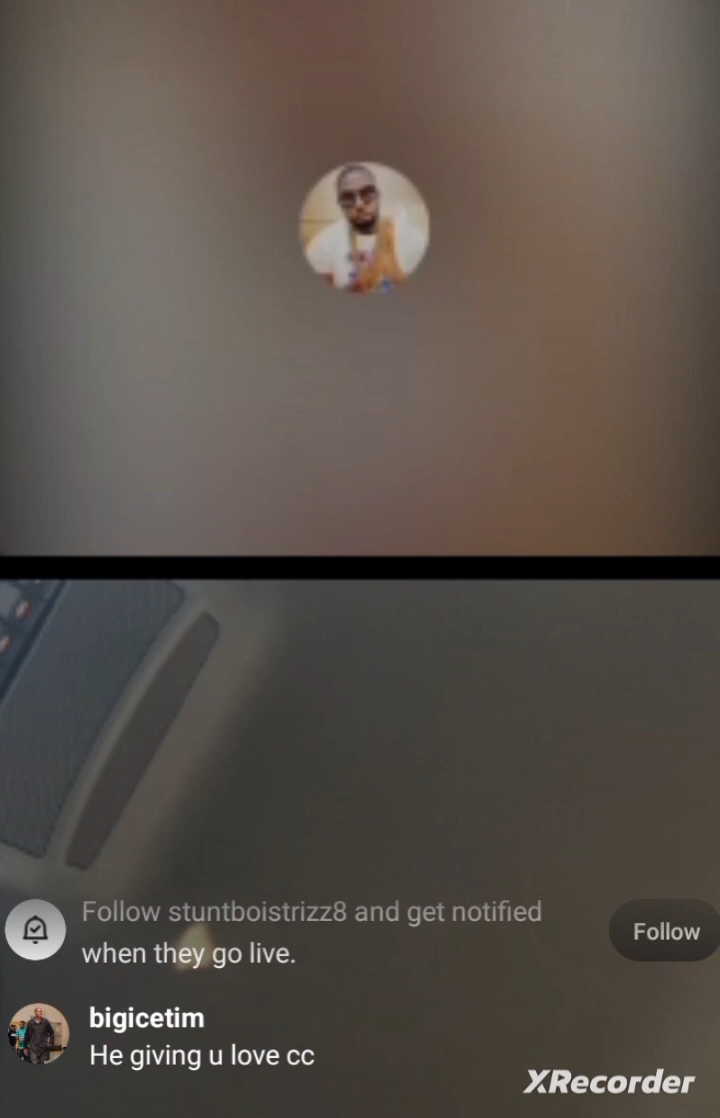 Follow stuntboistrizz8 and get notified
when they go live.
Follow
bigicetim
He giving u love cc
XRecorder